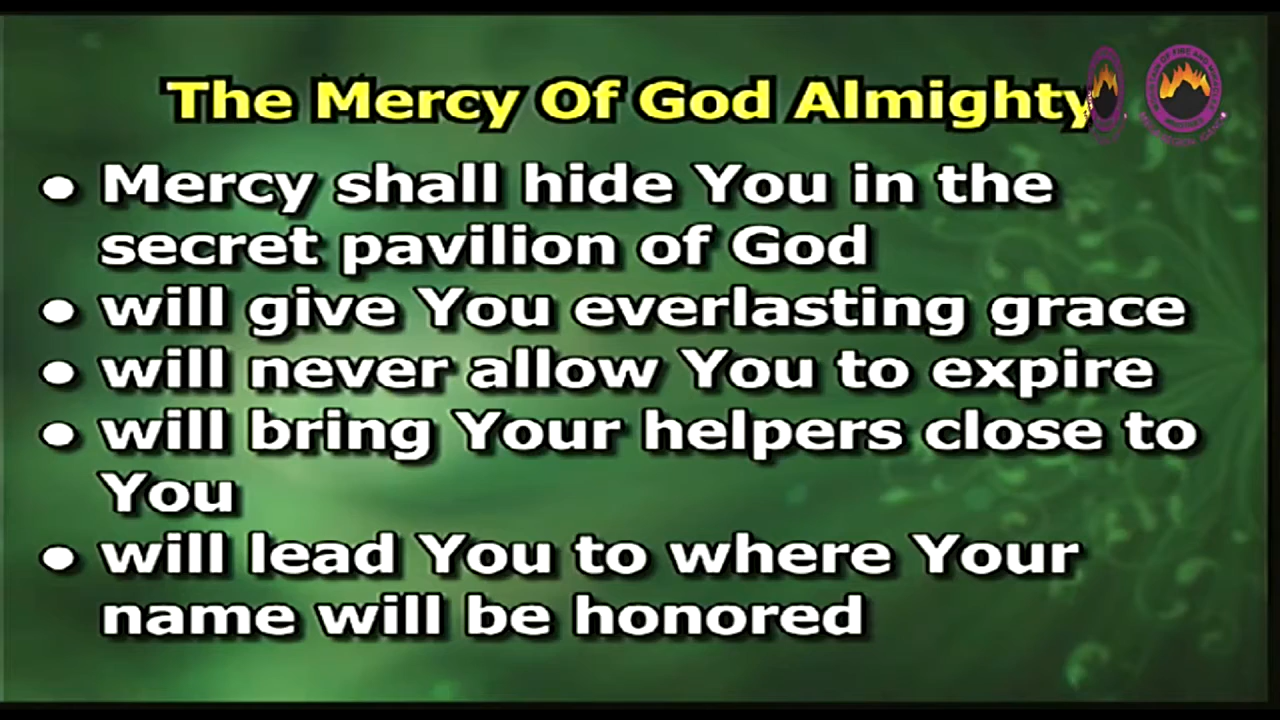 The Mercy Of God Almighty
• Mercy shall hide You in the
secret pavilion of God
• will give You everlasting grace
• will never allow You to expire
• will bring Your helpers close to
You
• will lead You to where Your
name will be honored